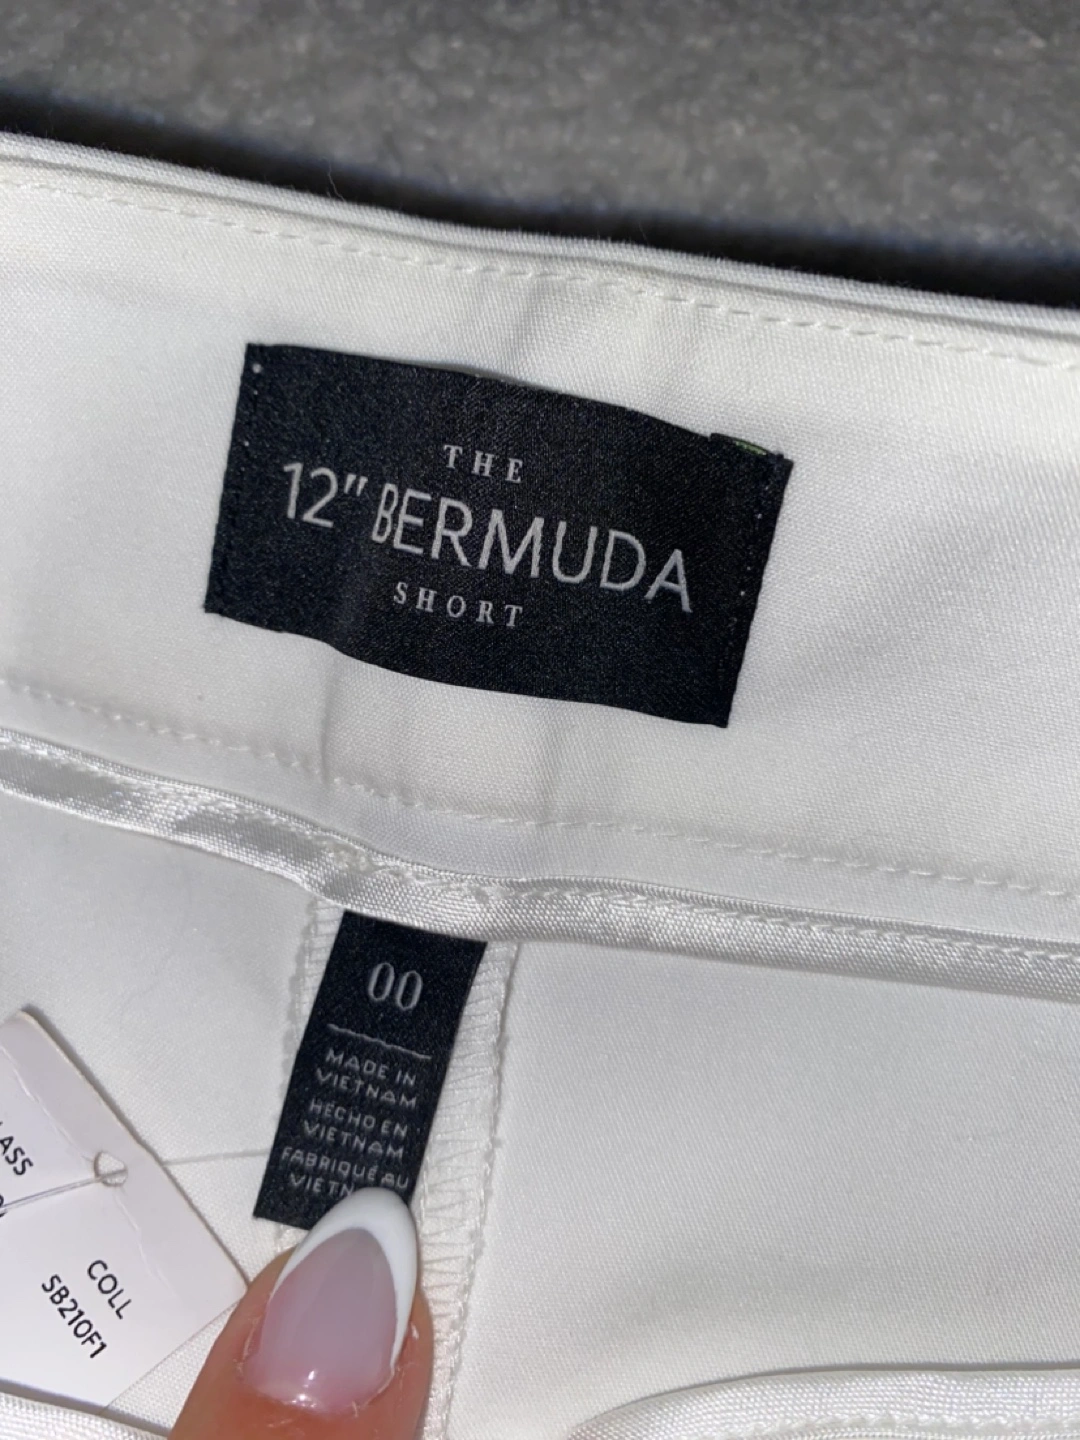 THE
12" BERMUDA
SHORT
00
MADE IN
VIETNAM
HECHO EN
VIETNAM
FABRIQUÉ AU
COLL
SB210F1